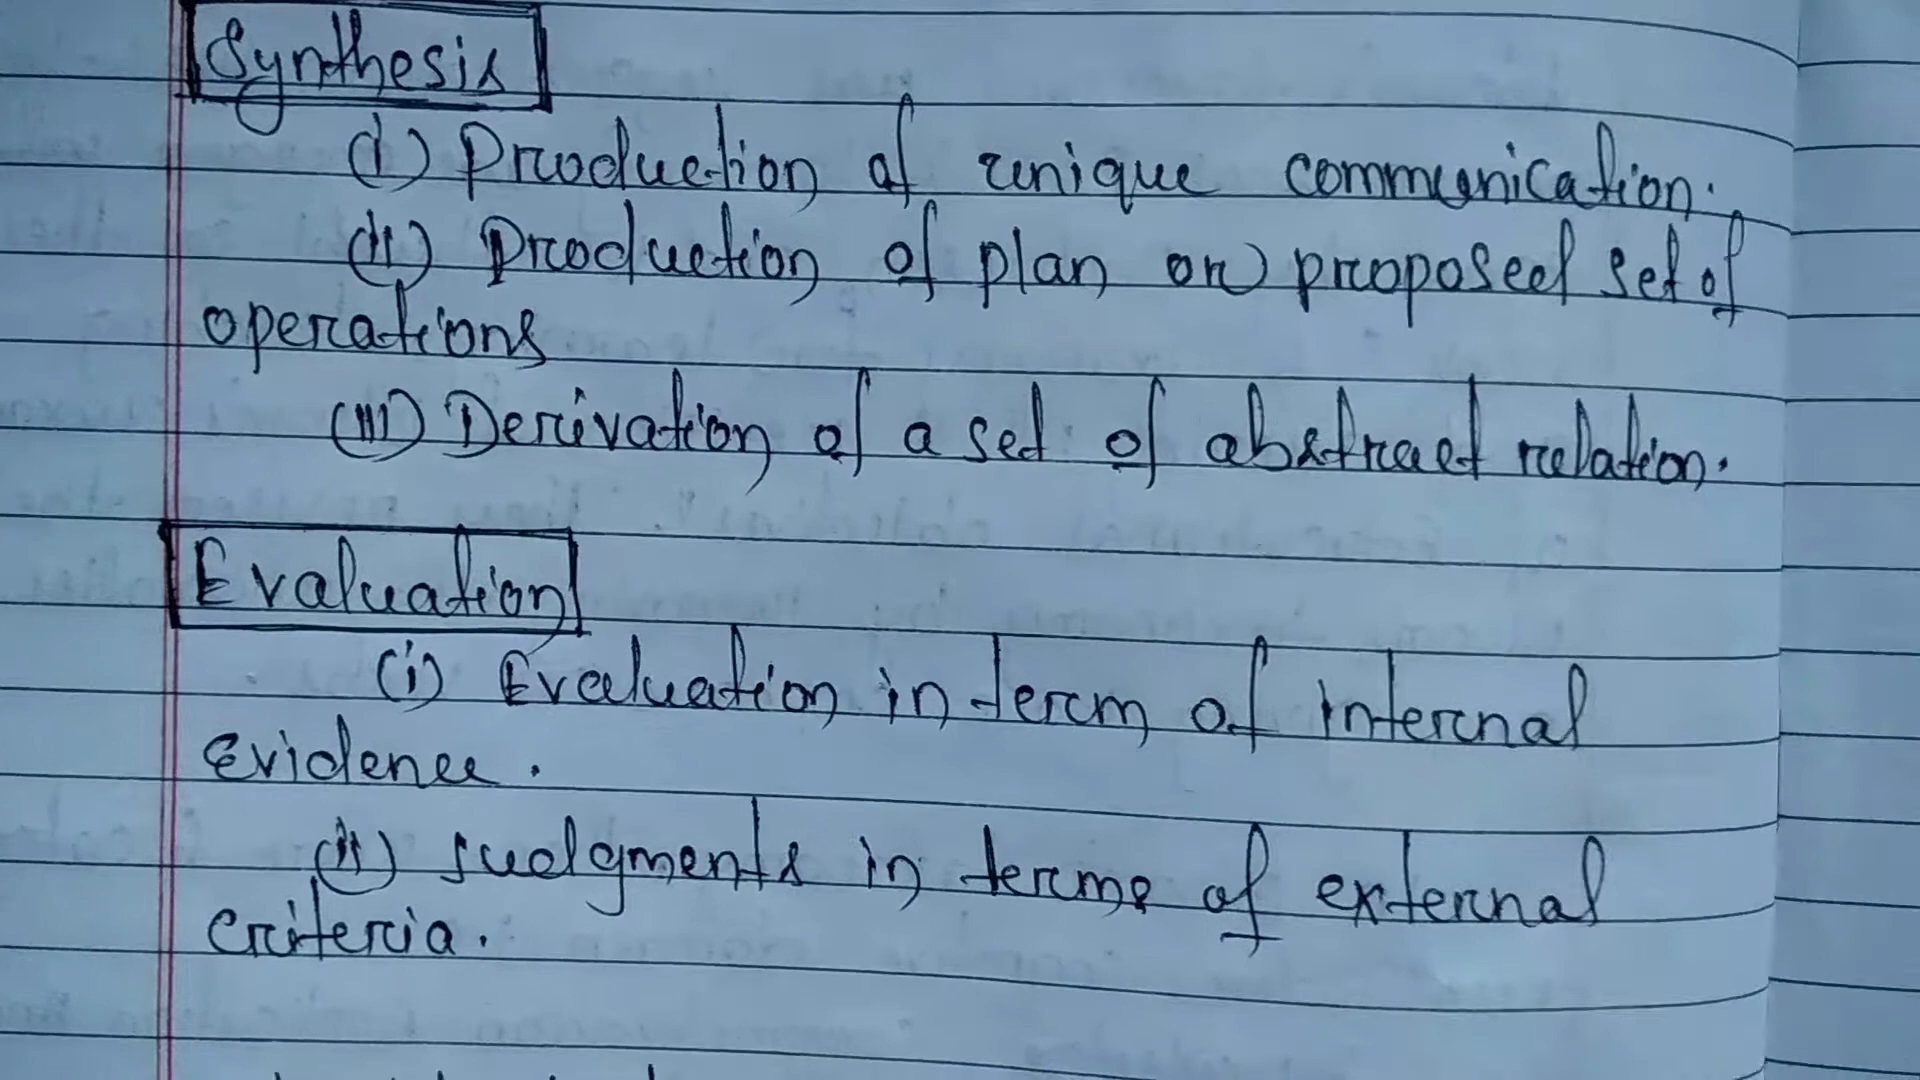 Synthesis
(i) Production of unique communication.
(ii) Production of plan or proposed set of
operations
(iii) Derivation of a set of abstract relation.
Evaluation
(i) Evaluation in term of internal
evidence.
(ii) Judgments in terms of external
criteria.